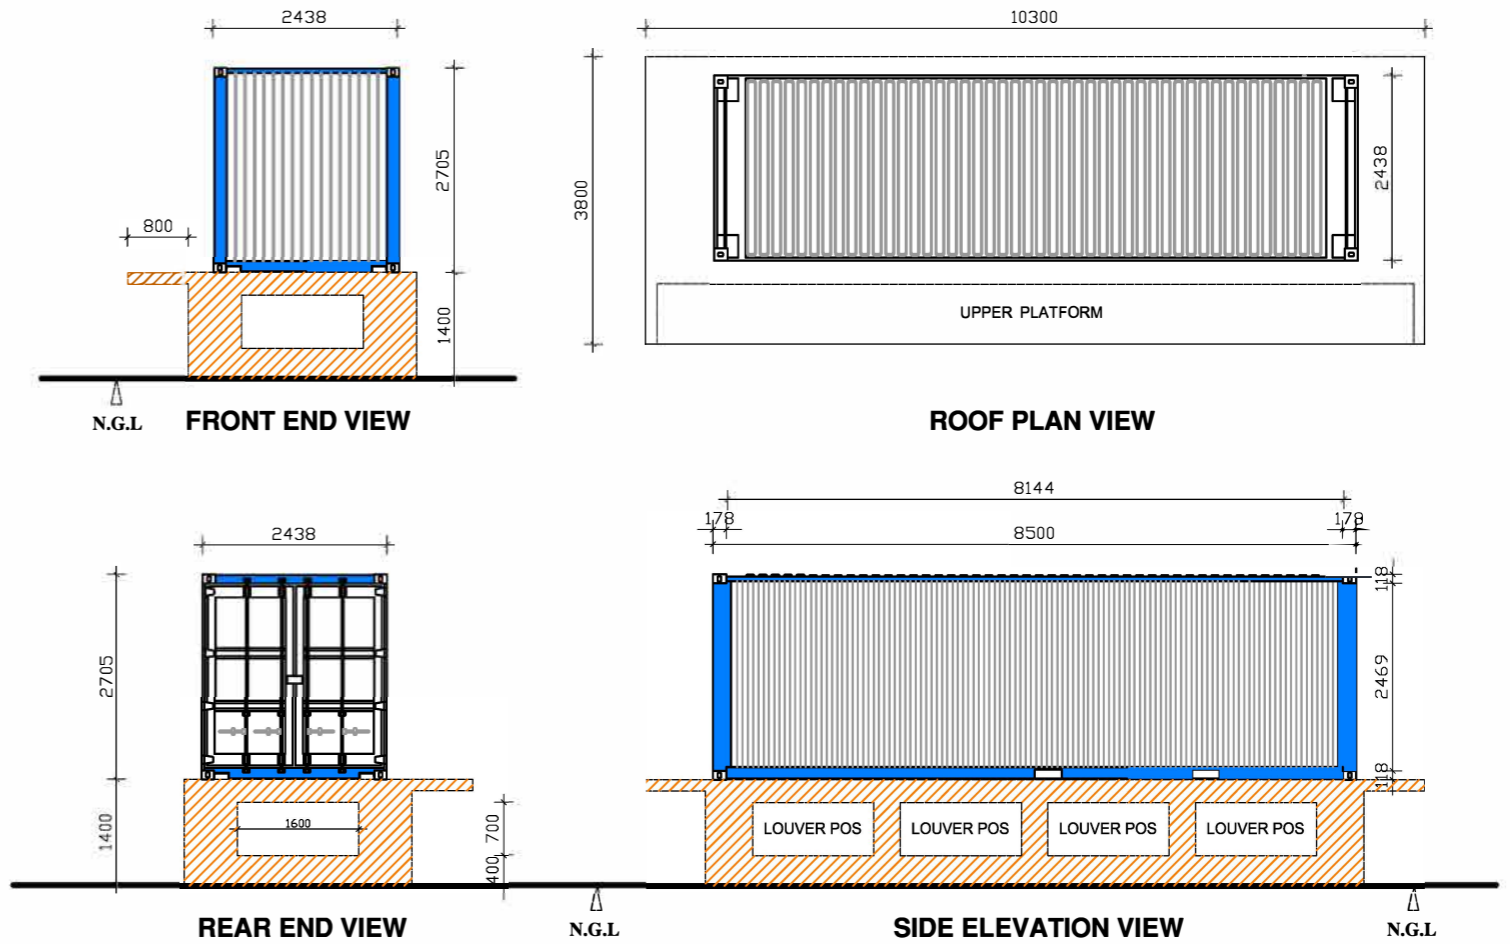 2438
2705
800
1400
N.G.L
FRONT END VIEW
10300
3800
2438
UPPER PLATFORM
ROOF PLAN VIEW
2438
2705
1400
1600
700
400
REAR END VIEW
N.G.L
8144
178
178
8500
118
2469
118
LOUVER POS
LOUVER POS
LOUVER POS
LOUVER POS
SIDE ELEVATION VIEW
N.G.L